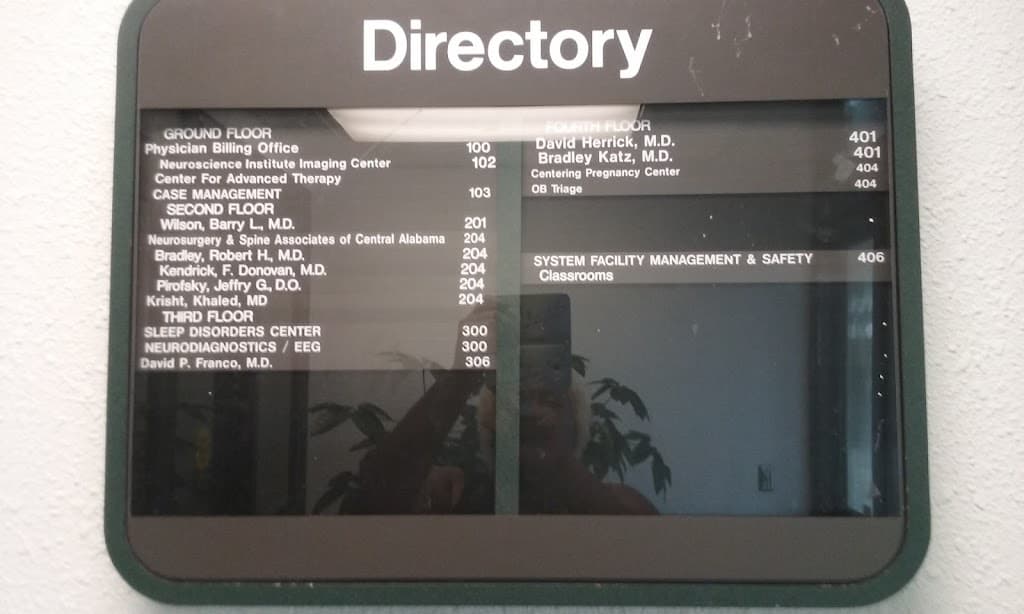 Directory
GROUND FLOOR
Physician Billing Office 100
Neuroscience Institute Imaging Center 102
Center For Advanced Therapy
CASE MANAGEMENT 103
SECOND FLOOR
Wilson, Barry L., M.D. 201
Neurosurgery & Spine Associates of Central Alabama 204
Bradley, Robert H., M.D. 204
Kendrick, F. Donovan, M.D. 204
Pirofsky, Jeffry G., D.O. 204
Krisht, Khaled, MD 204
THIRD FLOOR
SLEEP DISORDERS CENTER 300
NEURODIAGNOSTICS / EEG 300
David P. Franco, M.D. 306
FOURTH FLOOR
David Herrick, M.D. 401
Bradley Katz, M.D. 401
Centering Pregnancy Center 404
OB Triage 404
SYSTEM FACILITY MANAGEMENT & SAFETY 406
Classrooms